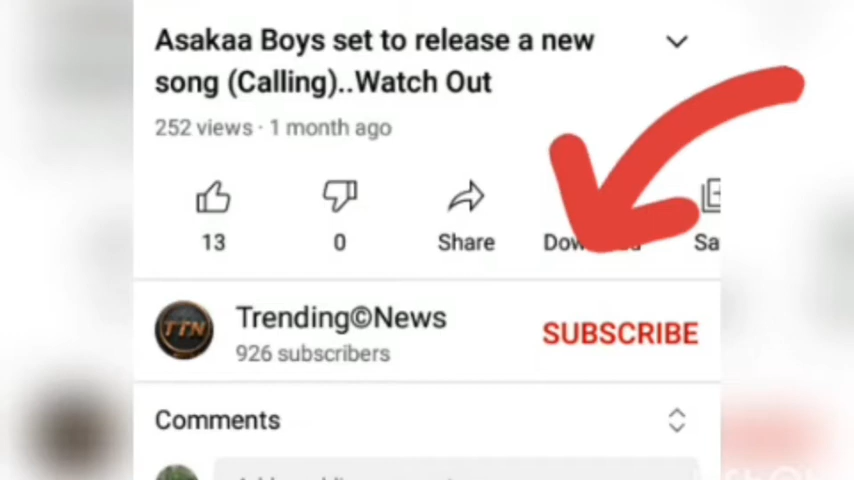 Asakaa Boys set to release a new
song (Calling)..Watch Out
252 views · 1 month ago
13
0
Share
TTN
Trending©News
926 subscribers
SUBSCRIBE
Comments